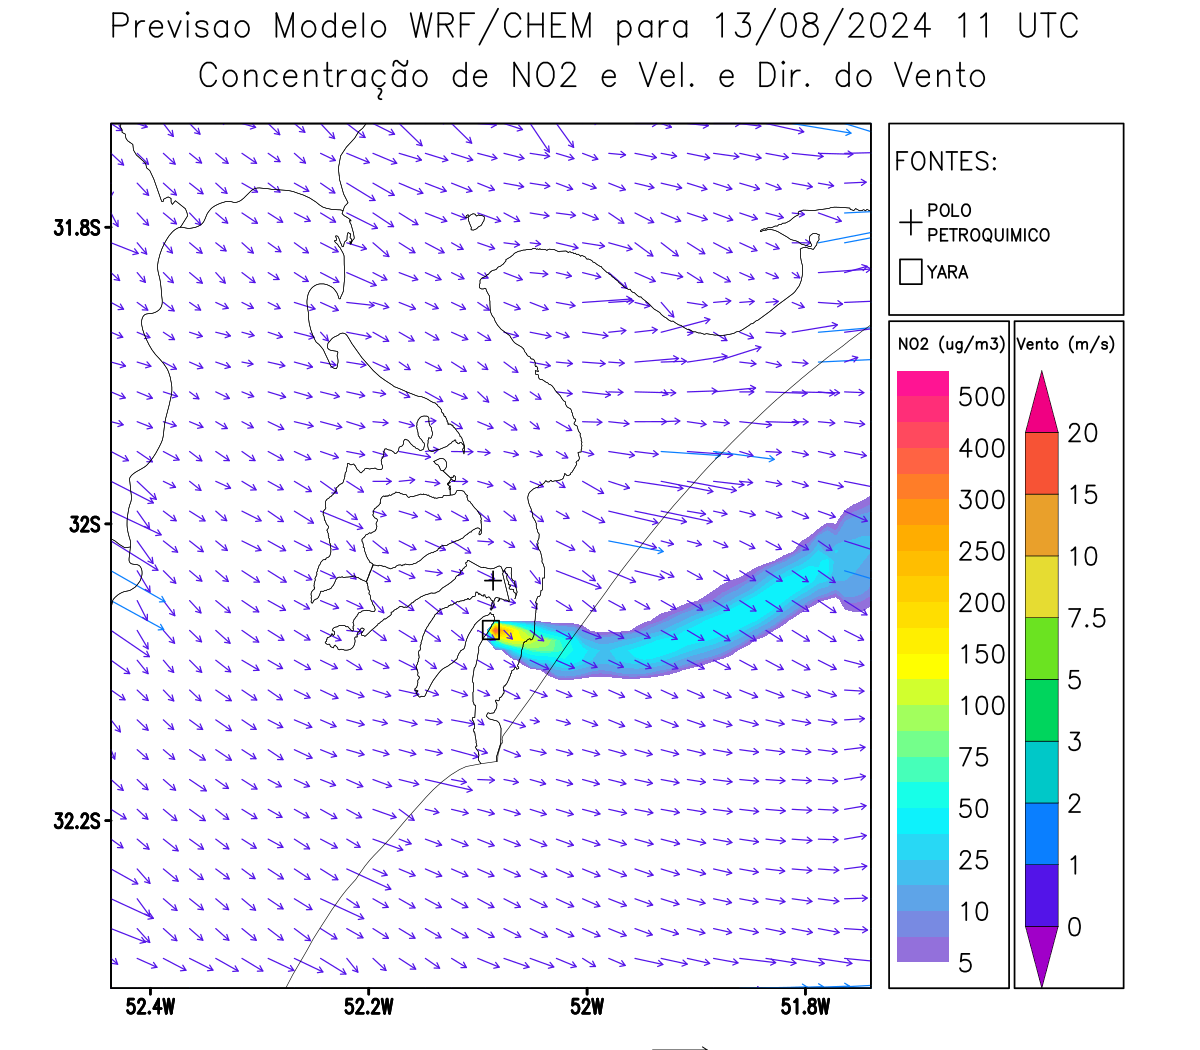 Previsao Modelo WRF/CHEM para 13/08/2024 11 UTC
Concentração de NO2 e Vel. e Dir. do Vento
FONTES:
POLO
PETROQUIMICO
YARA
31.8S
32S
32.2S
52.4W
52.2W
52W
51.8W
NO2 (ug/m3)
500
400
300
250
200
150
100
75
50
25
10
5
Vento (m/s)
20
15
10
7.5
5
3
2
1
0